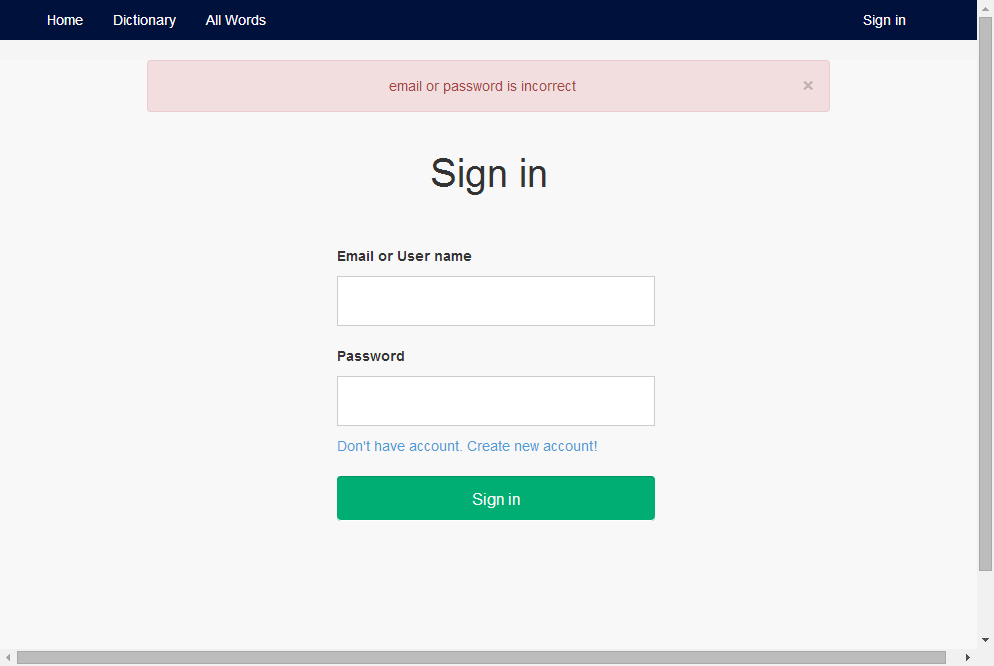 Home Dictionary All Words Sign in
email or password is incorrect ×
Sign in
Email or User name
Password
Don't have account. Create new account!
Sign in